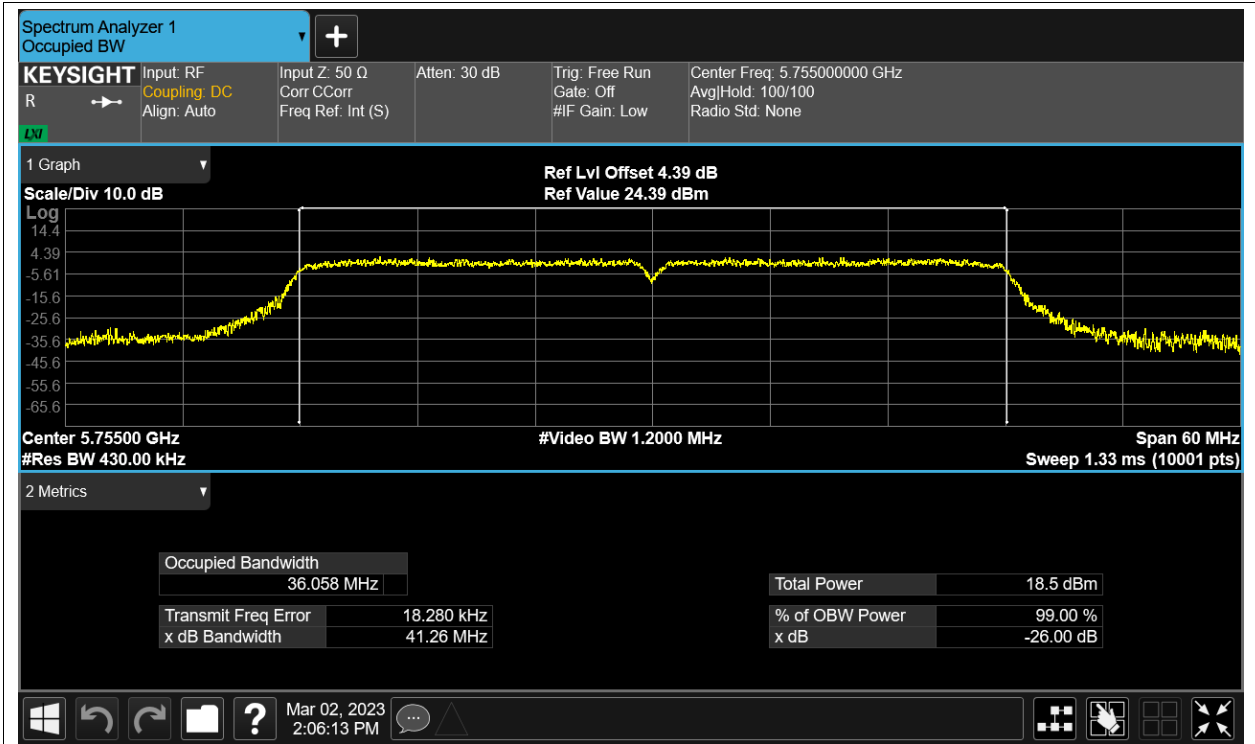 Spectrum Analyzer 1
Occupied BW
KEYSIGHT
R
LXI
Input: RF
Coupling: DC
Align: Auto
Input Z: 50 Ω
Corr CCorr
Freq Ref: Int (S)
Atten: 30 dB
Trig: Free Run
Gate: Off
#IF Gain: Low
Center Freq: 5.755000000 GHz
Avg|Hold: 100/100
Radio Std: None
1 Graph
Scale/Div 10.0 dB
Ref Lvl Offset 4.39 dB
Ref Value 24.39 dBm
Log
14.4
4.39
-5.61
-15.6
-25.6
-35.6
-45.6
-55.6
-65.6
Center 5.75500 GHz
#Video BW 1.2000 MHz
Span 60 MHz
#Res BW 430.00 kHz
Sweep 1.33 ms (10001 pts)
2 Metrics
Occupied Bandwidth
36.058 MHz
Total Power 18.5 dBm
Transmit Freq Error 18.280 kHz
% of OBW Power 99.00 %
x dB Bandwidth 41.26 MHz
x dB -26.00 dB
?
Mar 02, 2023
2:06:13 PM